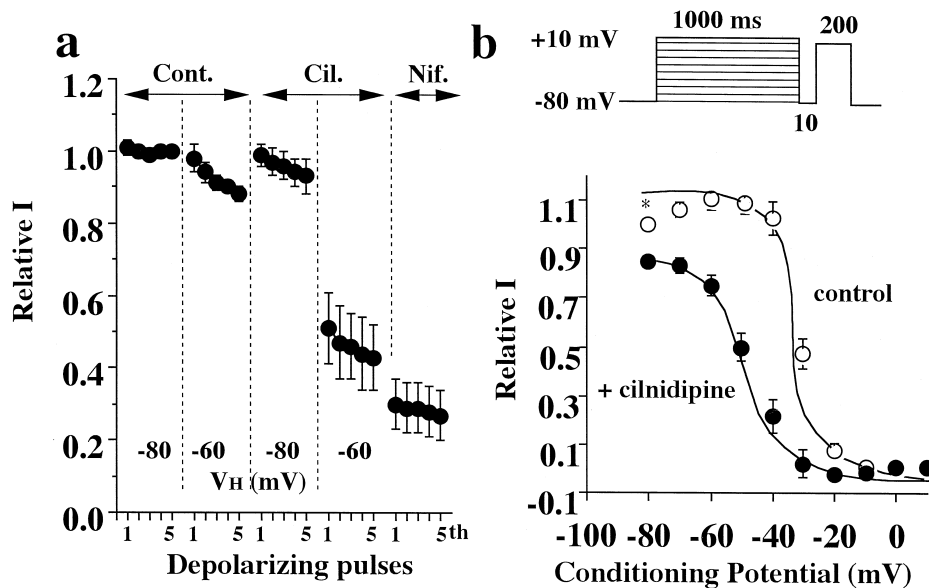 a
Cont. Cil. Nif.
1.2
1.0
0.8
0.6
0.4
0.2
0.0
Relative I
-80 -60 -80 -60
VH (mV)
1 5 1 5 1 5 1 5 1 5th
Depolarizing pulses
b
1000 ms 200
+10 mV
-80 mV
10
1.1
0.9
0.7
0.5
0.3
0.1
-0.1
Relative I
*
control
+ cilnidipine
-100 -80 -60 -40 -20 0
Conditioning Potential (mV)